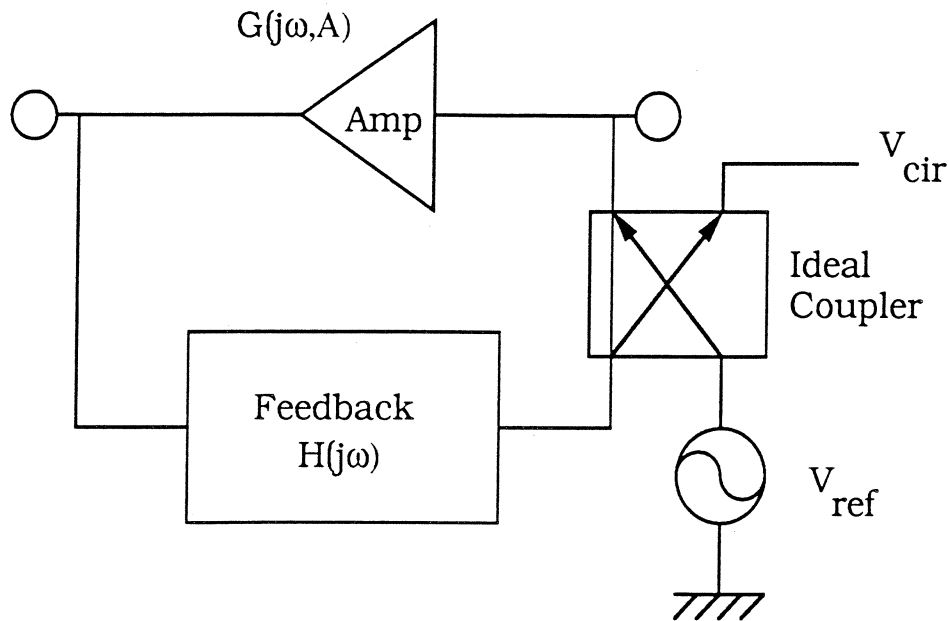 G(jω,A)
Amp
V
cir
Ideal
Coupler
Feedback
H(jω)
V
ref